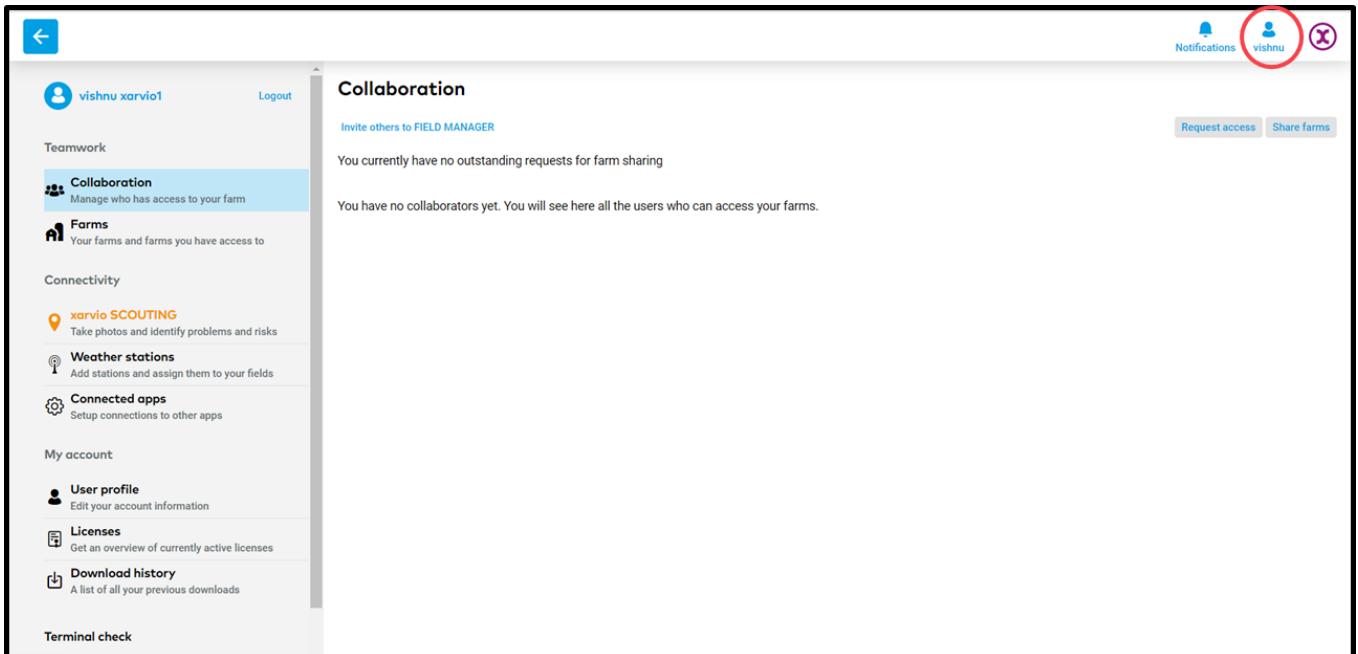 Notifications
vishnu
vishnu xarvio1
Logout
Teamwork
Collaboration
Manage who has access to your farm
Farms
Your farms and farms you have access to
Connectivity
xarvio SCOUTING
Take photos and identify problems and risks
Weather stations
Add stations and assign them to your fields
Connected apps
Setup connections to other apps
My account
User profile
Edit your account information
Licenses
Get an overview of currently active licenses
Download history
A list of all your previous downloads
Terminal check
Collaboration
Invite others to FIELD MANAGER
Request access
Share farms
You currently have no outstanding requests for farm sharing
You have no collaborators yet. You will see here all the users who can access your farms.